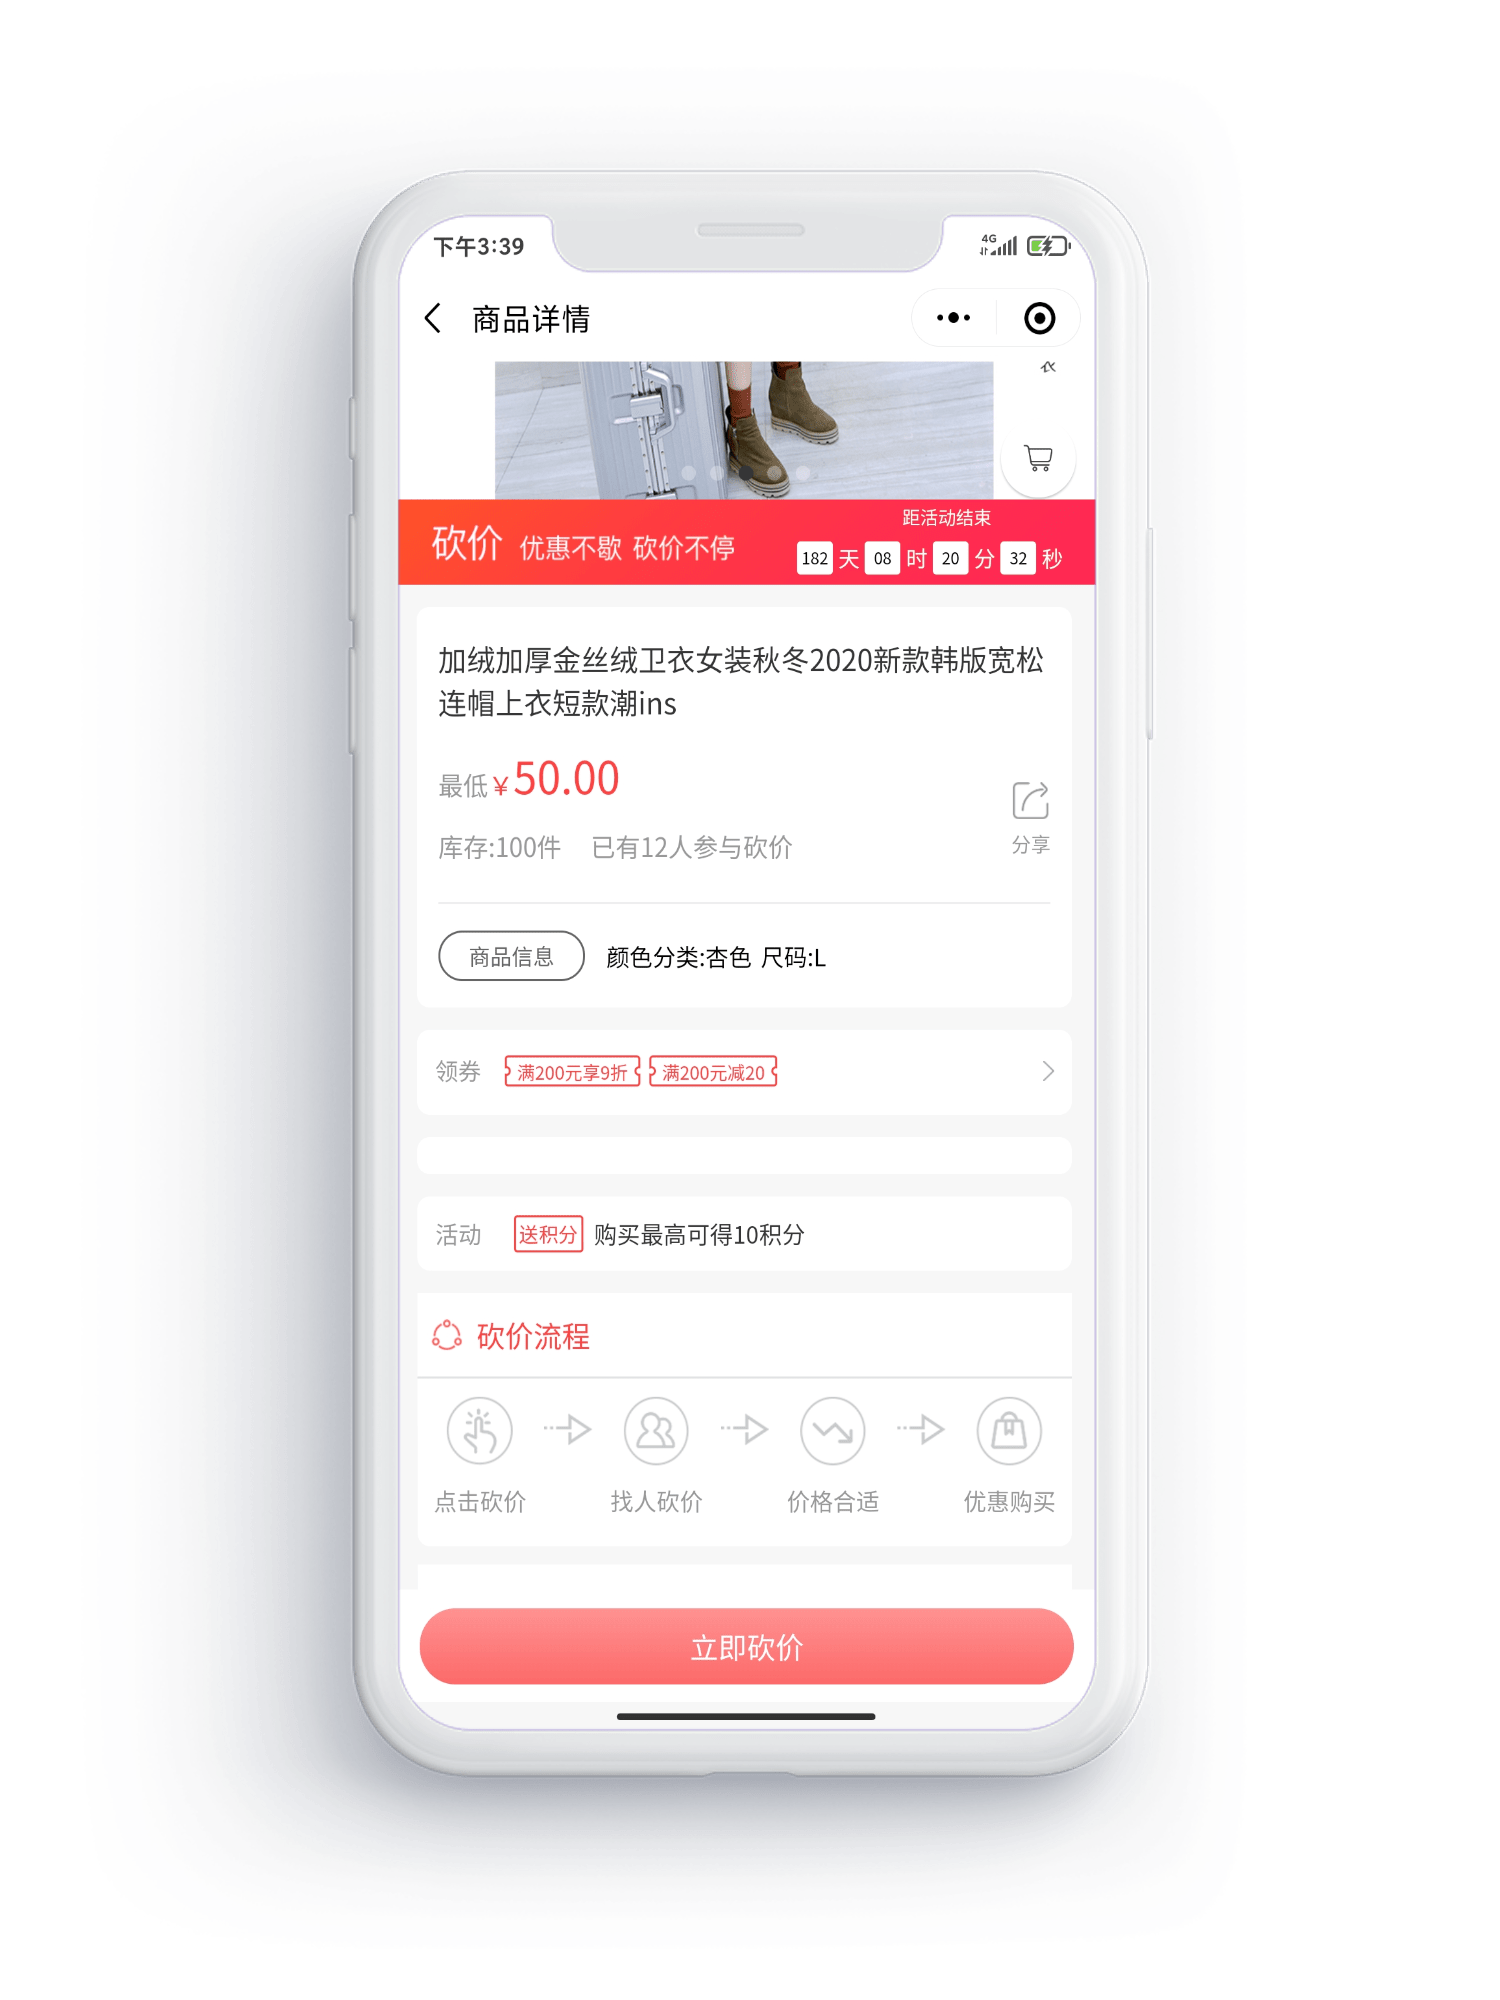 下午3:39
4G
商品详情
距活动结束
砍价 优惠不歇 砍价不停
182 天 08 时 20 分 32 秒
加绒加厚金丝绒卫衣女装秋冬2020新款韩版宽松
连帽上衣短款潮ins
最低¥50.00
库存:100件 已有12人参与砍价
分享
商品信息 颜色分类:杏色 尺码:L
领券 满200元享9折 满200元减20
活动 送积分 购买最高可得10积分
砍价流程
点击砍价 找人砍价 价格合适 优惠购买
立即砍价